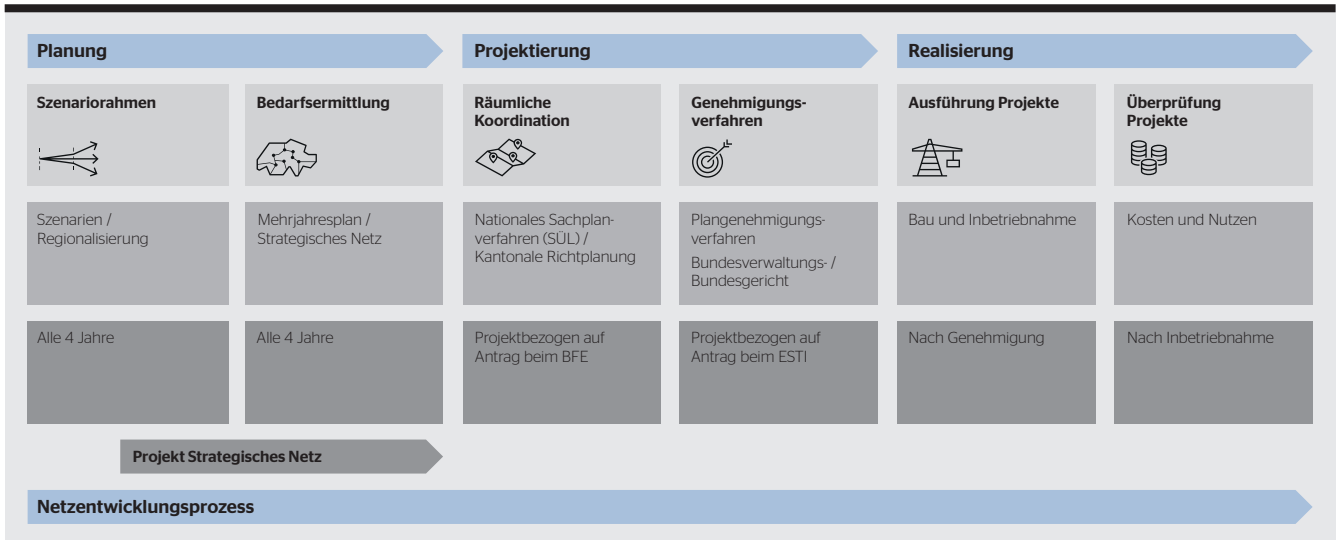 Planung
Projektierung
Realisierung
Szenariorahmen
Bedarfsermittlung
Räumliche
Koordination
Genehmigungs-
verfahren
Ausführung Projekte
Überprüfung
Projekte
Szenarien /
Regionalisierung
Mehrjahresplan /
Strategisches Netz
Nationales Sachplan-
verfahren (SÜL) /
Kantonale Richtplanung
Plangenehmigungs-
verfahren
Bundesverwaltungs- /
Bundesgericht
Bau und Inbetriebnahme
Kosten und Nutzen
Alle 4 Jahre
Alle 4 Jahre
Projektbezogen auf
Antrag beim BFE
Projektbezogen auf
Antrag beim ESTI
Nach Genehmigung
Nach Inbetriebnahme
Projekt Strategisches Netz
Netzentwicklungsprozess